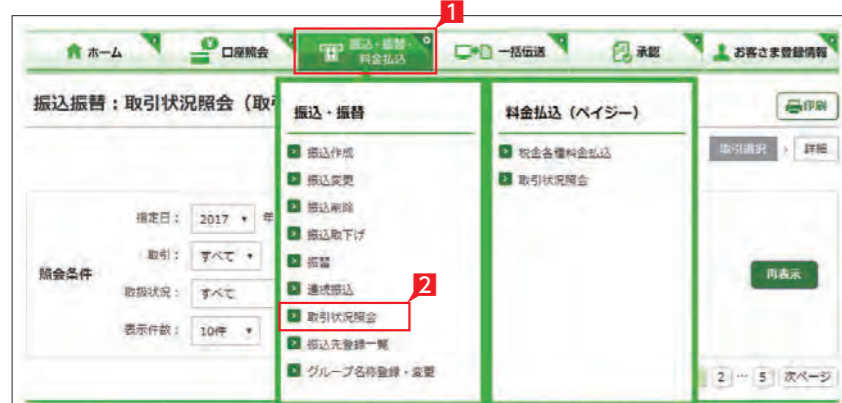 1
ホーム
口座照会
振込・振替・
料金払込
一括伝送
承認
お客さま登録情報
振込振替：取引状況照会（取
印刷
取引選択 › 詳細
振込・振替
振込作成
振込変更
振込削除
振込取下げ
振替
連続振込
2
取引状況照会
振込先登録一覧
グループ名称登録・変更
料金払込（ペイジー）
税金各種料金払込
取引状況照会
照会条件
指定日： 2017 年
取引： すべて
取扱状況： すべて
表示件数： 10件
再表示
2 … 5 次ページ